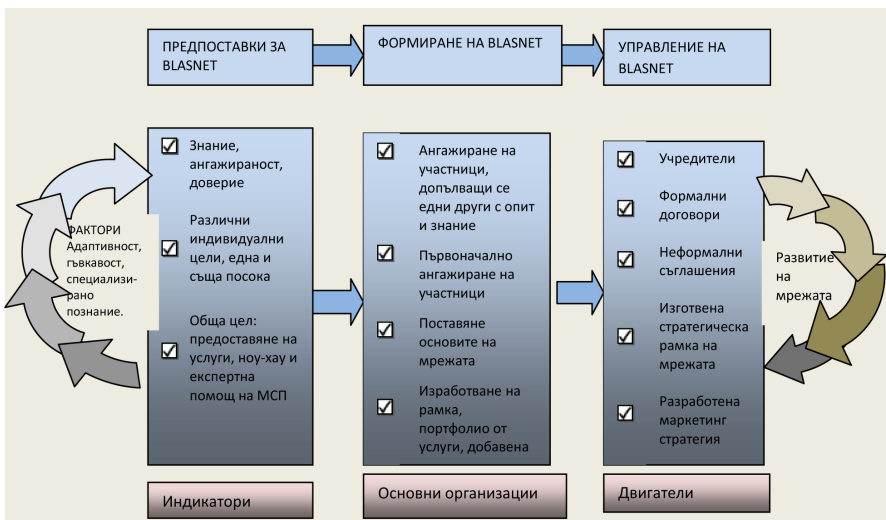 ПРЕДПОСТАВКИ ЗА
BLASNET
ФОРМИРАНЕ НА BLASNET
УПРАВЛЕНИЕ НА
BLASNET
ФАКТОРИ
Адаптивност,
гъвкавост,
специализи-
рано
познание.
Знание,
ангажираност,
доверие
Различни
индивидуални
цели, една и
съща посока
Обща цел:
предоставяне на
услуги, ноу-хау и
експертна
помощ на МСП
Ангажиране на
участници,
допълващи се
едни други с опит
и знание
Първоначално
ангажиране на
участници
Поставяне
основите на
мрежата
Изработване на
рамка,
портфолио от
услуги, добавена
Учредители
Формални
договори
Неформални
съглашения
Изготвена
стратегическа
рамка на
мрежата
Разработена
маркетинг
стратегия
Развитие
на
мрежата
Индикатори
Основни организации
Двигатели